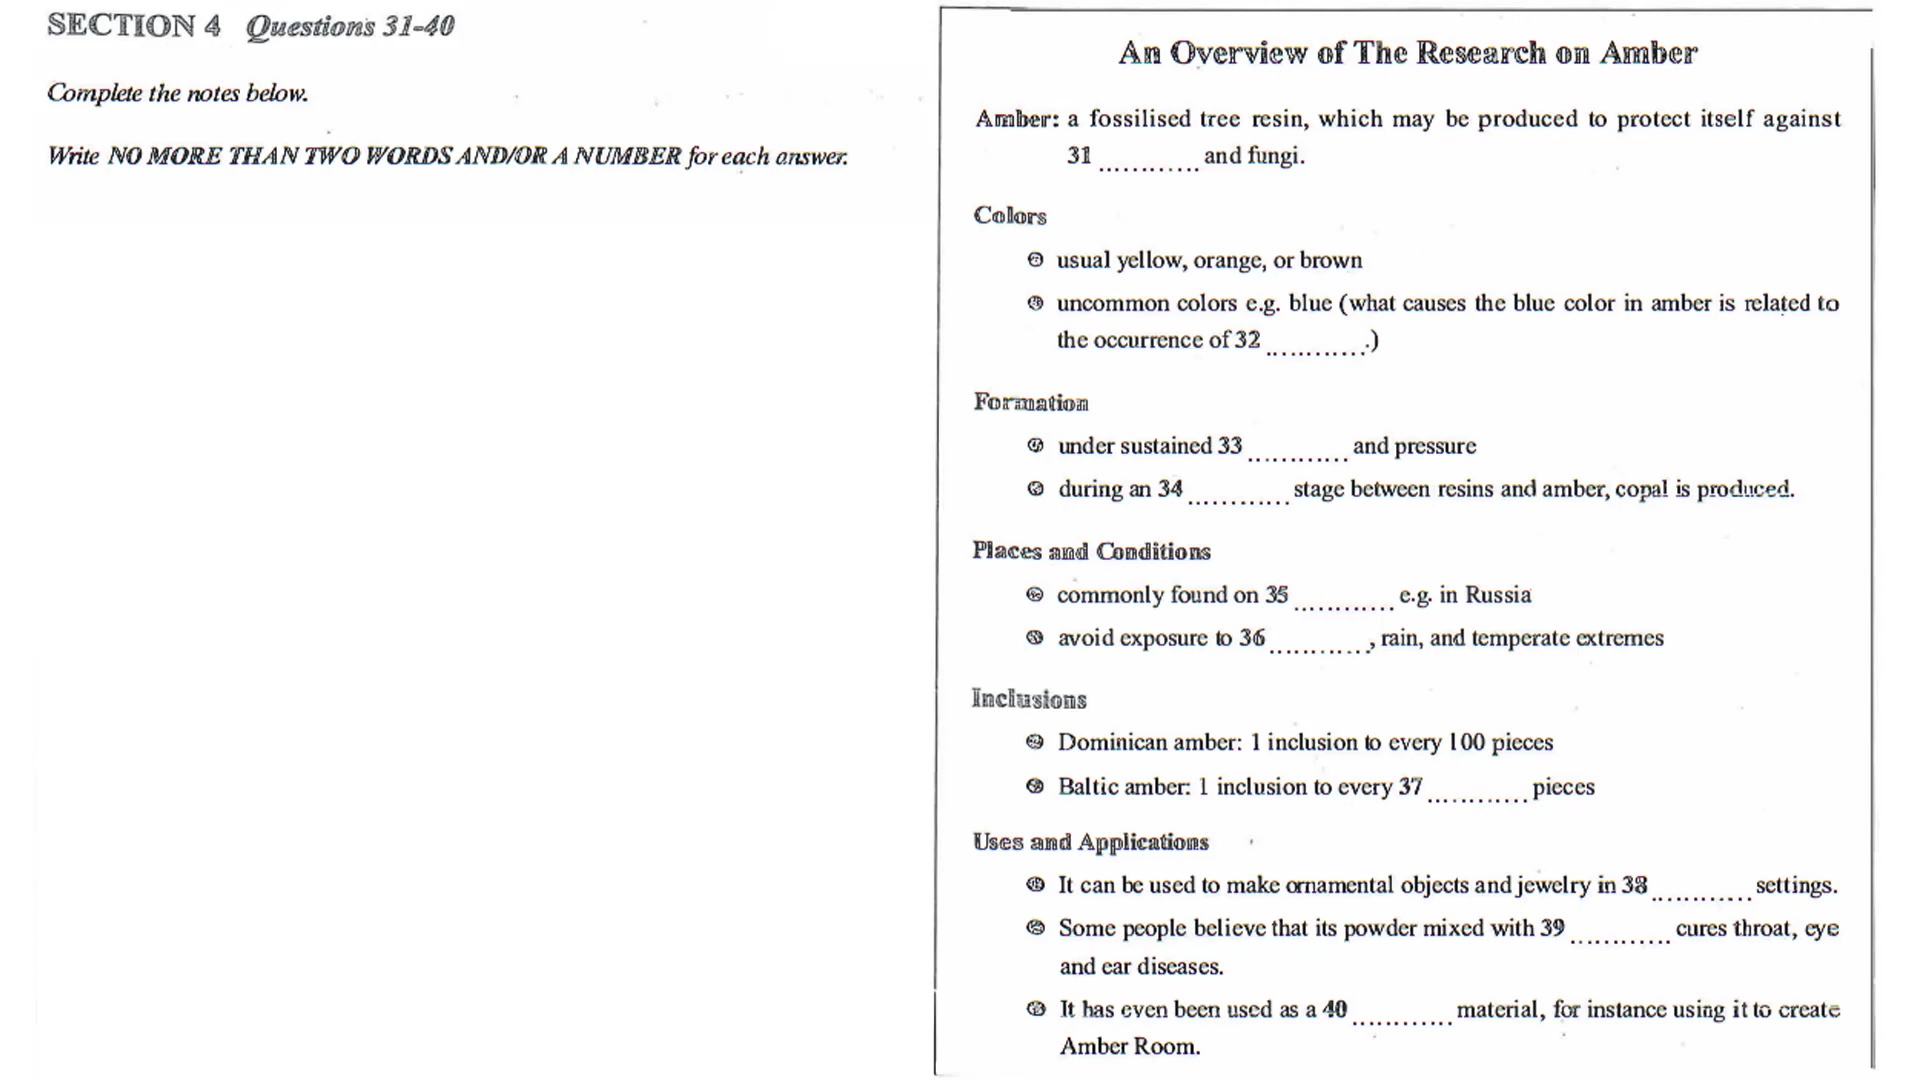 SECTION 4 Questions 31-40
Complete the notes below.
Write NO MORE THAN TWO WORDS AND/OR A NUMBER for each answer.
An Overview of The Research on Amber
Amber: a fossilised tree resin, which may be produced to protect itself against
31 ............ and fungi.
Colors
usual yellow, orange, or brown
uncommon colors e.g. blue (what causes the blue color in amber is related to
the occurrence of 32 ............)
Formation
under sustained 33 ............ and pressure
during an 34 ............ stage between resins and amber, copal is produced.
Places and Conditions
commonly found on 35 ............ e.g. in Russia
avoid exposure to 36 ............, rain, and temperate extremes
Inclusions
Dominican amber: 1 inclusion to every 100 pieces
Baltic amber: 1 inclusion to every 37 ............ pieces
Uses and Applications
It can be used to make ornamental objects and jewelry in 38 ............ settings.
Some people believe that its powder mixed with 39 ............ cures throat, eye
and ear diseases.
It has even been used as a 40 ............ material, for instance using it to create
Amber Room.